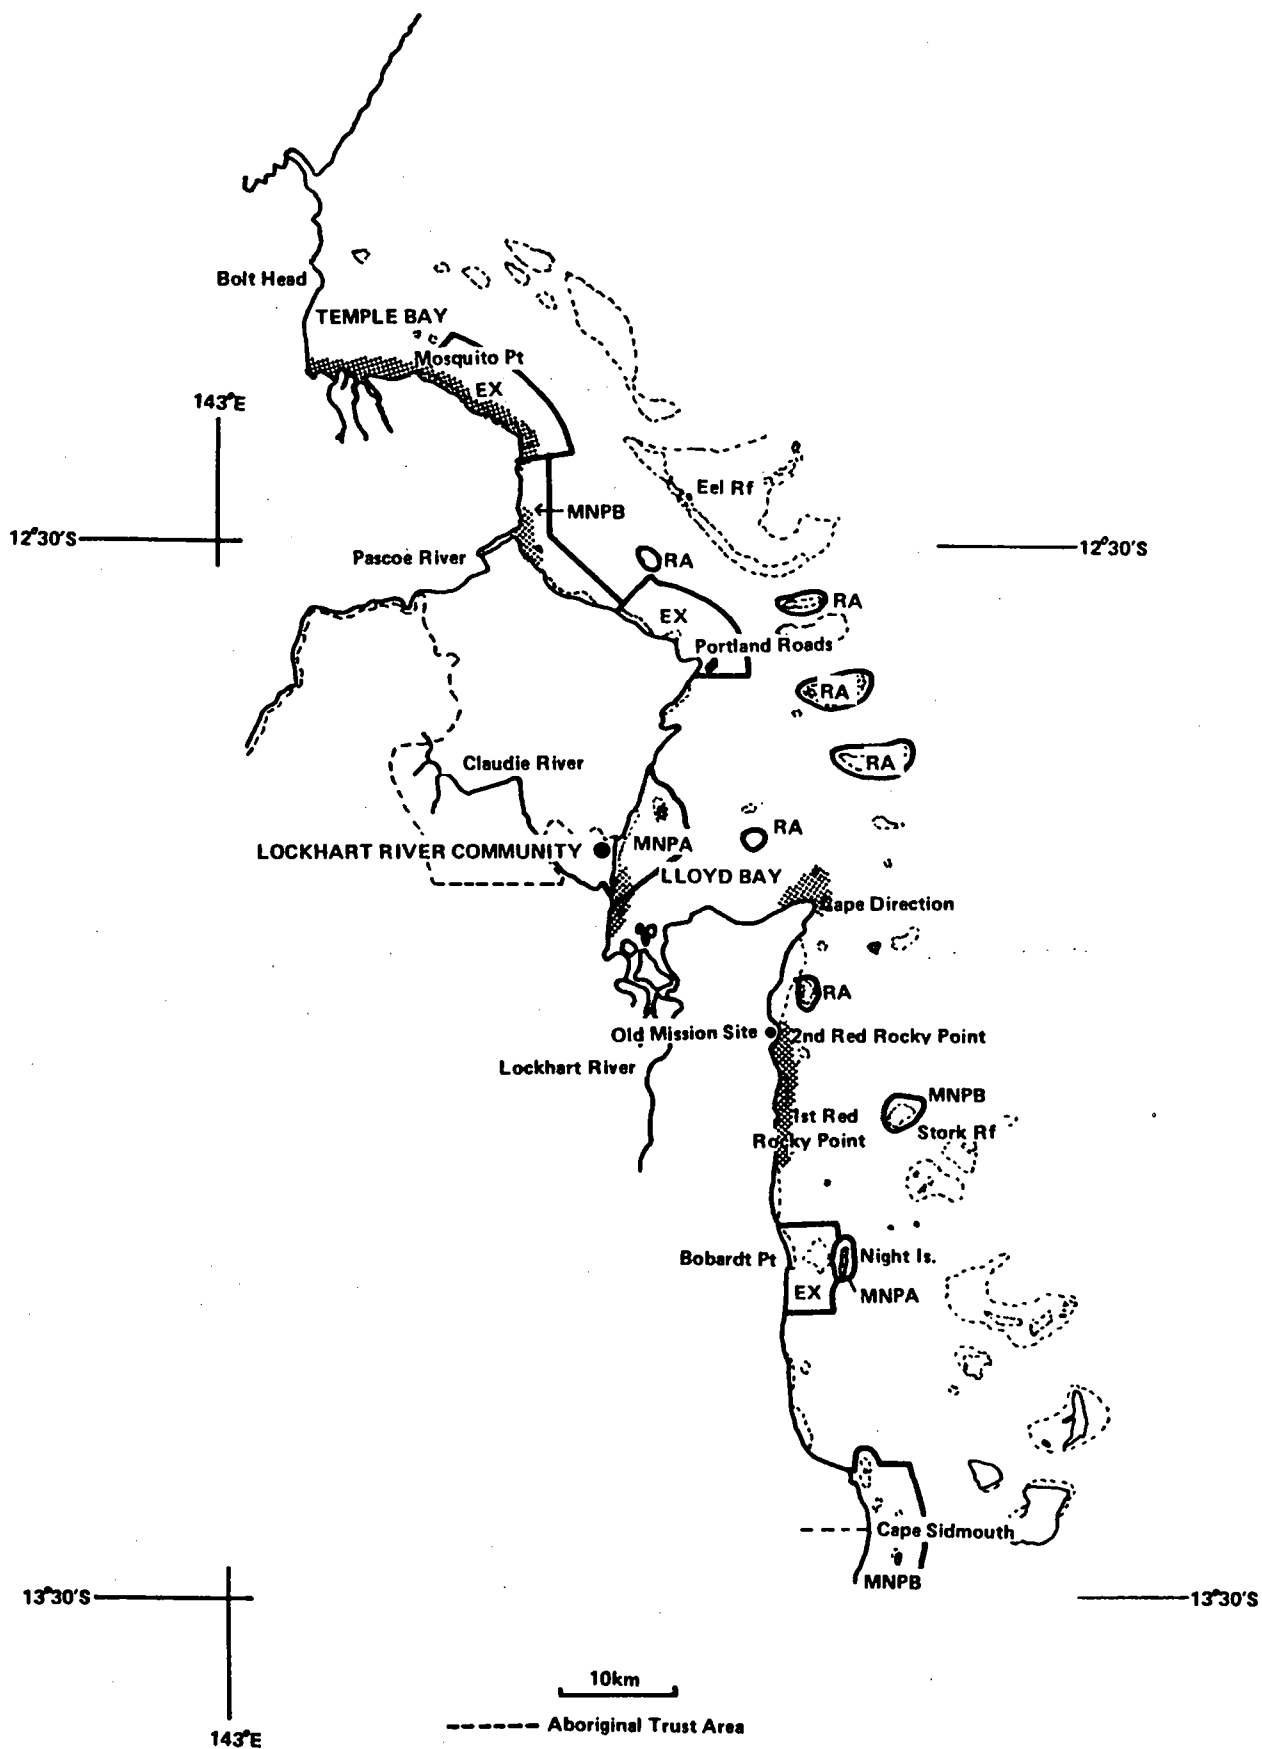 Bolt Head
TEMPLE BAY
Mosquito Pt
EX
143°E
Eel Rf
MNPB
12°30'S
12°30'S
Pascoe River
RA
RA
EX
Portland Roads
RA
Claudie River
RA
RA
MNPA
LOCKHART RIVER COMMUNITY
LLOYD BAY
Cape Direction
RA
Old Mission Site
2nd Red Rocky Point
Lockhart River
MNPB
1st Red
Rocky Point
Stork Rf
Bobardt Pt
Night Is.
EX
MNPA
Cape Sidmouth
MNPB
13°30'S
13°30'S
10km
Aboriginal Trust Area
143°E